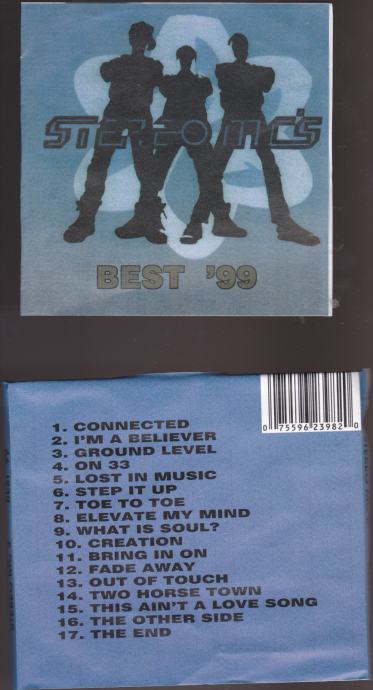 STEREO MC'S
BEST '99
0 75596 23982 0
1. CONNECTED
2. I'M A BELIEVER
3. GROUND LEVEL
4. ON 33
5. LOST IN MUSIC
6. STEP IT UP
7. TOE TO TOE
8. ELEVATE MY MIND
9. WHAT IS SOUL?
10. CREATION
11. BRING IN ON
12. FADE AWAY
13. OUT OF TOUCH
14. TWO HORSE TOWN
15. THIS AIN'T A LOVE SONG
16. THE OTHER SIDE
17. THE END